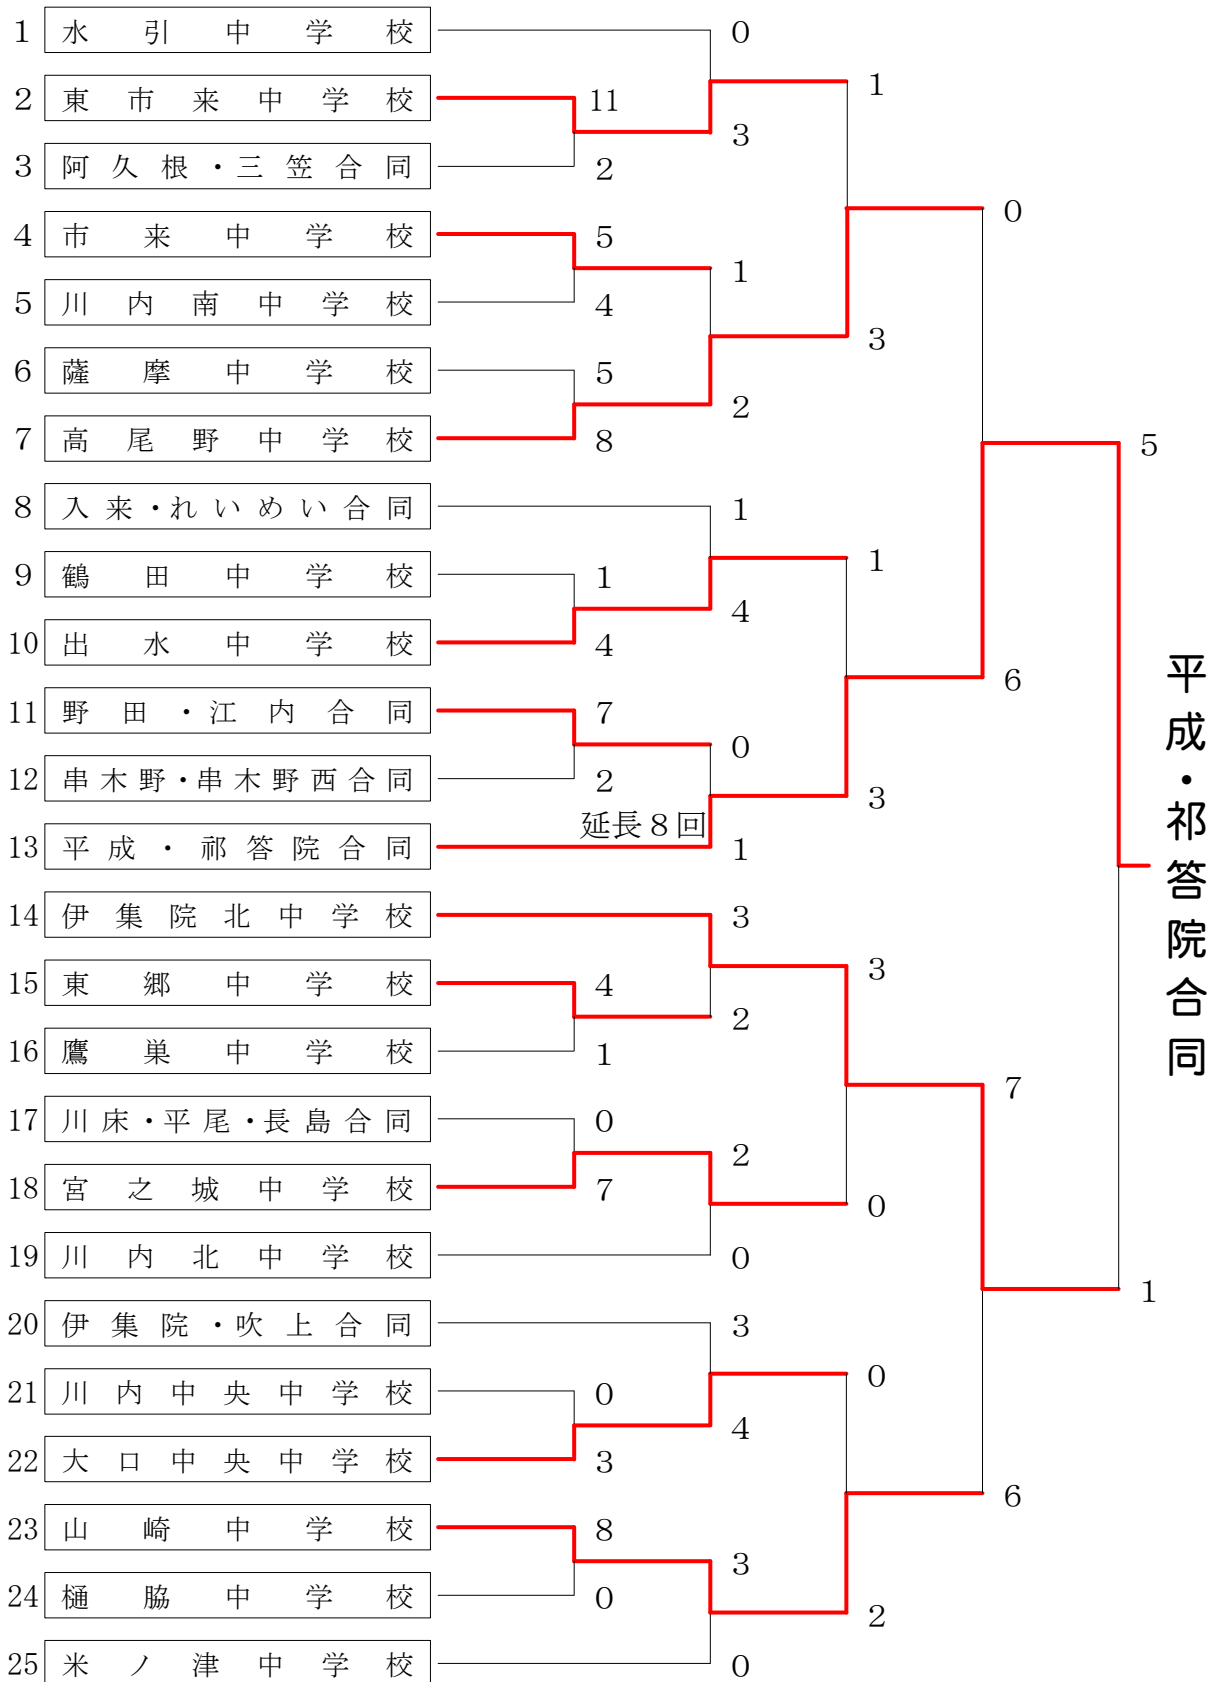 1 水引中学校
2 東市来中学校
3 阿久根・三笠合同
4 市来中学校
5 川内南中学校
6 薩摩中学校
7 高尾野中学校
8 入来・れいめい合同
9 鶴田中学校
10 出水中学校
11 野田・江内合同
12 串木野・串木野西合同
13 平成・祁答院合同
14 伊集院北中学校
15 東郷中学校
16 鷹巣中学校
17 川床・平尾・長島合同
18 宮之城中学校
19 川内北中学校
20 伊集院・吹上合同
21 川内中央中学校
22 大口中央中学校
23 山崎中学校
24 樋脇中学校
25 米ノ津中学校
11
2
5
4
5
8
1
4
7
2
延長8回
4
1
0
7
0
3
8
0
0
3
1
2
1
4
0
1
3
2
2
0
3
4
3
0
1
3
1
3
3
0
0
2
0
6
7
6
5
1
平成・祁答院合同